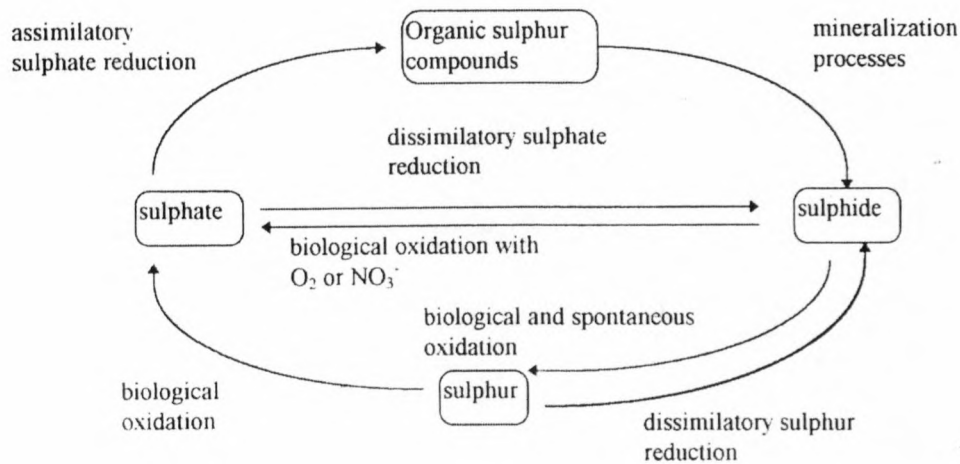 assimilatory
sulphate reduction
Organic sulphur
compounds
mineralization
processes
dissimilatory sulphate
reduction
sulphate
sulphide
biological oxidation with
O₂ or NO₃⁻
biological and spontaneous
oxidation
biological
oxidation
sulphur
dissimilatory sulphur
reduction